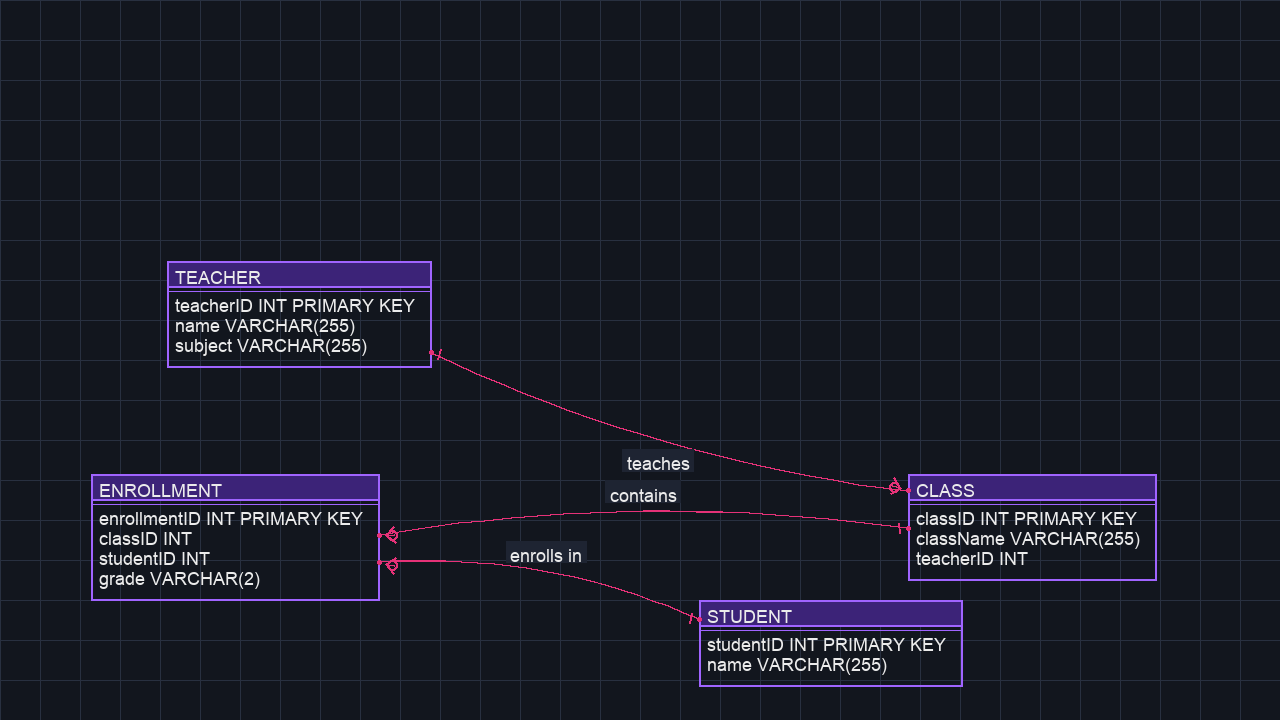 TEACHER
teacherID INT PRIMARY KEY
name VARCHAR(255)
subject VARCHAR(255)
teaches
contains
enrolls in
ENROLLMENT
enrollmentID INT PRIMARY KEY
classID INT
studentID INT
grade VARCHAR(2)
CLASS
classID INT PRIMARY KEY
className VARCHAR(255)
teacherID INT
STUDENT
studentID INT PRIMARY KEY
name VARCHAR(255)